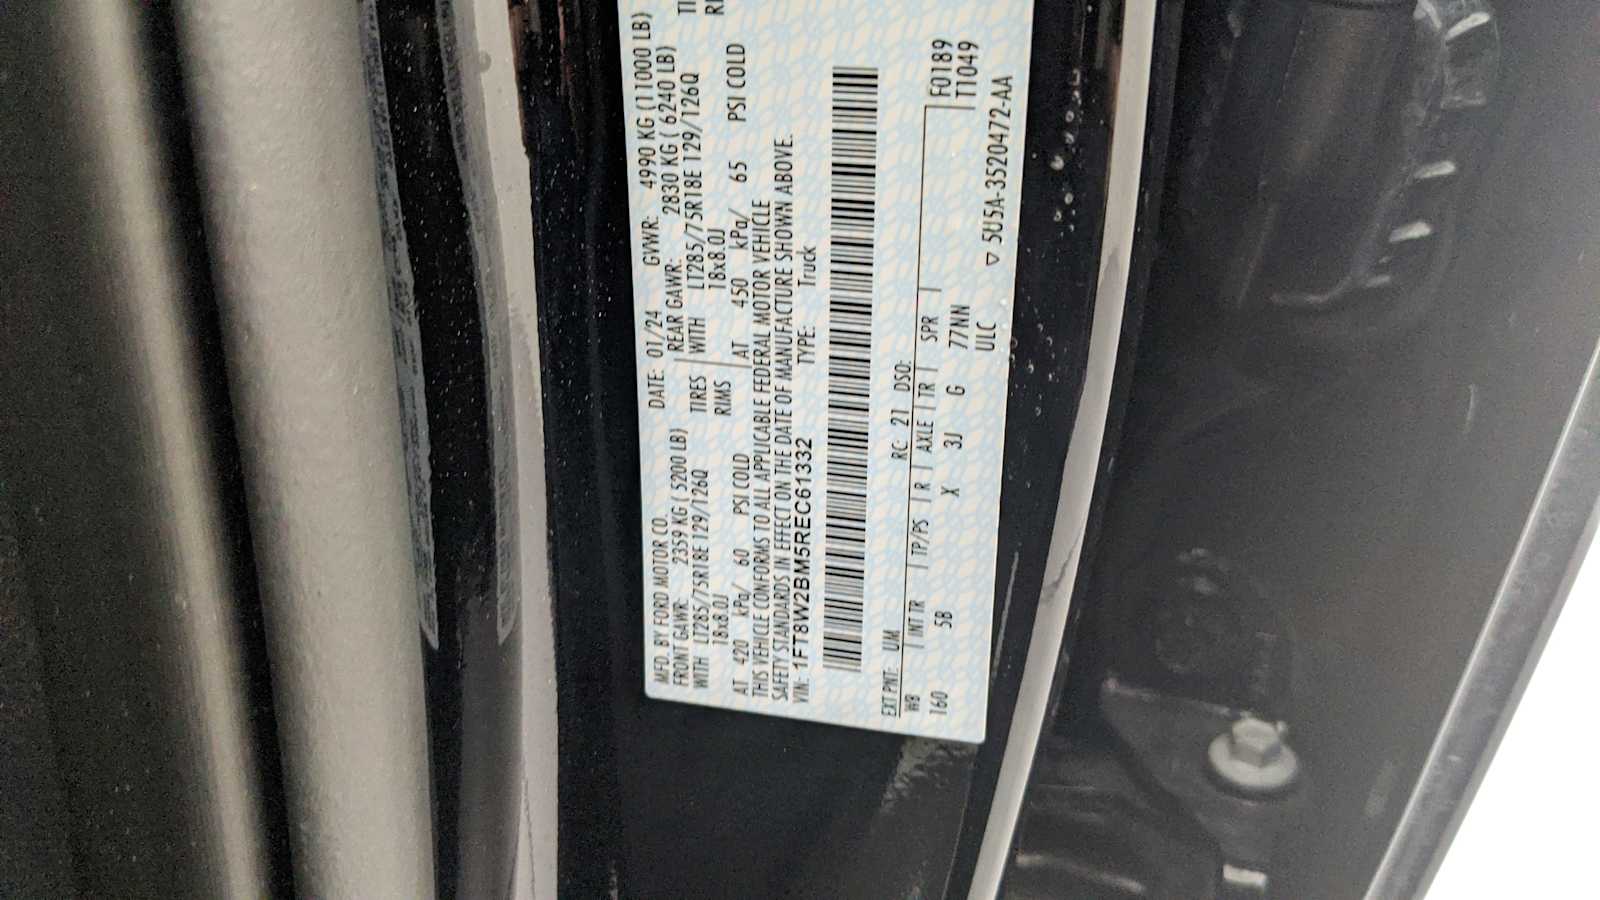 MFD. BY FORD MOTOR CO. DATE: 01/24 GVWR: 4990 KG (11000 LB)
FRONT GAWR: 2359 KG ( 5200 LB) REAR GAWR: 2830 KG ( 6240 LB)
WITH LT285/75R18E 129/126Q TIRES WITH LT285/75R18E 129/126Q TI
18x8.0J RIMS 18x8.0J RI
AT 420 kPa/ 60 PSI COLD AT 450 kPa/ 65 PSI COLD
THIS VEHICLE CONFORMS TO ALL APPLICABLE FEDERAL MOTOR VEHICLE
SAFETY STANDARDS IN EFFECT ON THE DATE OF MANUFACTURE SHOWN ABOVE.
VIN: 1FT8W2BM5REC61332 TYPE: Truck
EXT PNT: UM RC: 21 DSO:
WB INT TR TP/PS R AXLE TR SPR F0189
160 5B X 3J G 77NN T1049
ULC ▽ 5U5A-3520472-AA